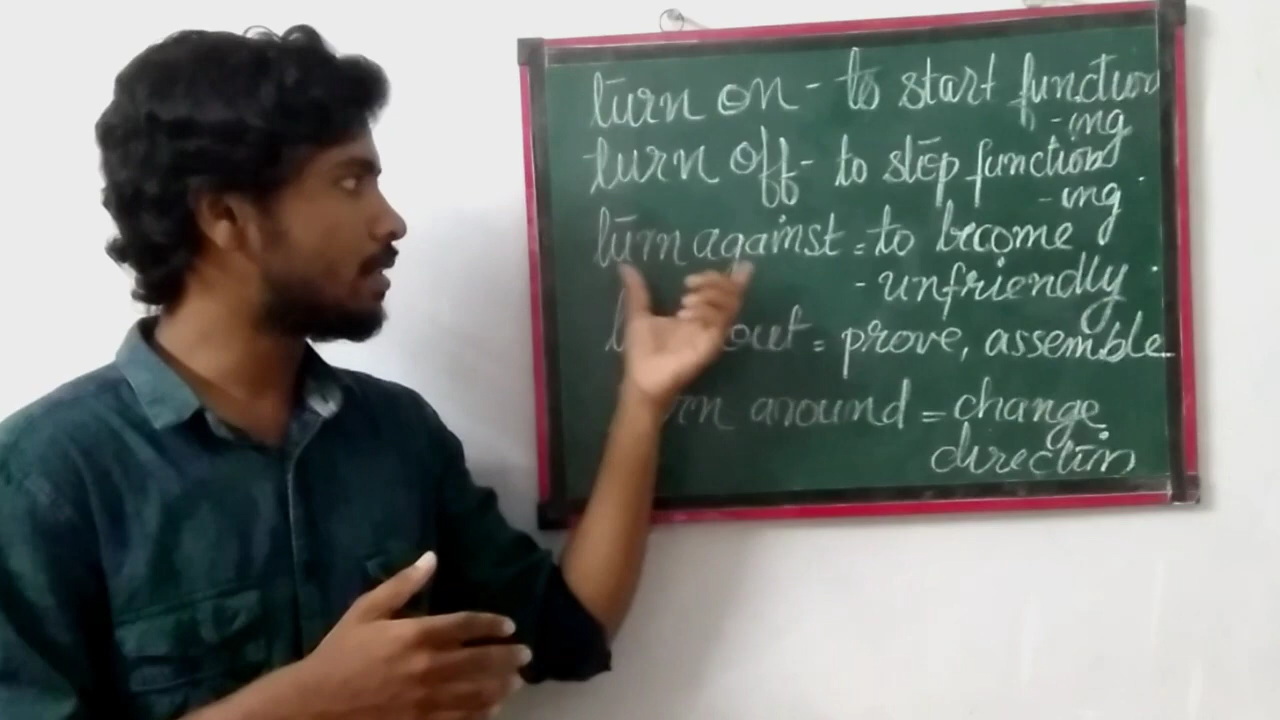 turn on - to start function
-ing
turn off - to stop function
-ing
turn against = to become
- unfriendly
out = prove, assemble
around = change
direction